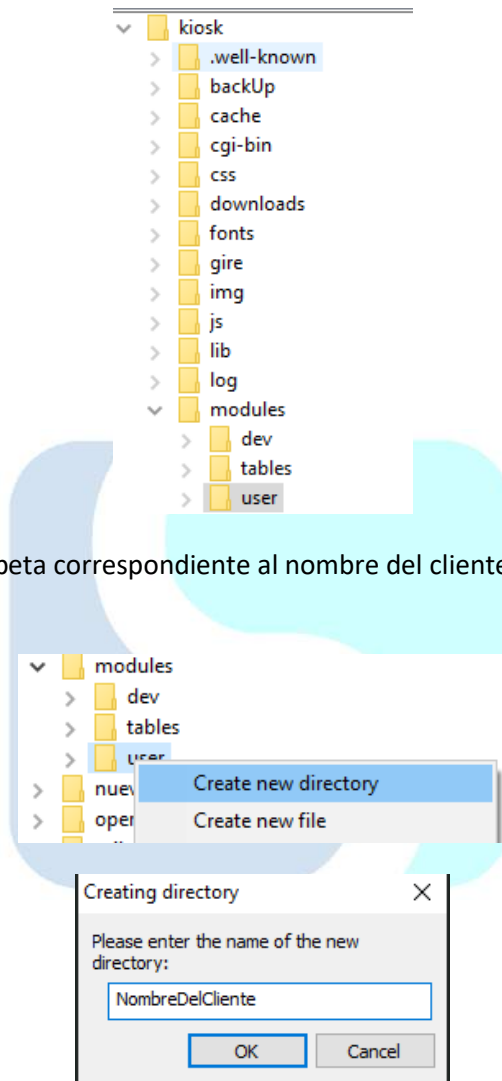 kiosk
.well-known
backUp
cache
cgi-bin
css
downloads
fonts
gire
img
js
lib
log
modules
dev
tables
user
correspondiente al nombre del cliente
modules
dev
tables
user
Create new directory
Create new file
Creating directory
Please enter the name of the new
directory:
NombreDelCliente
OK Cancel